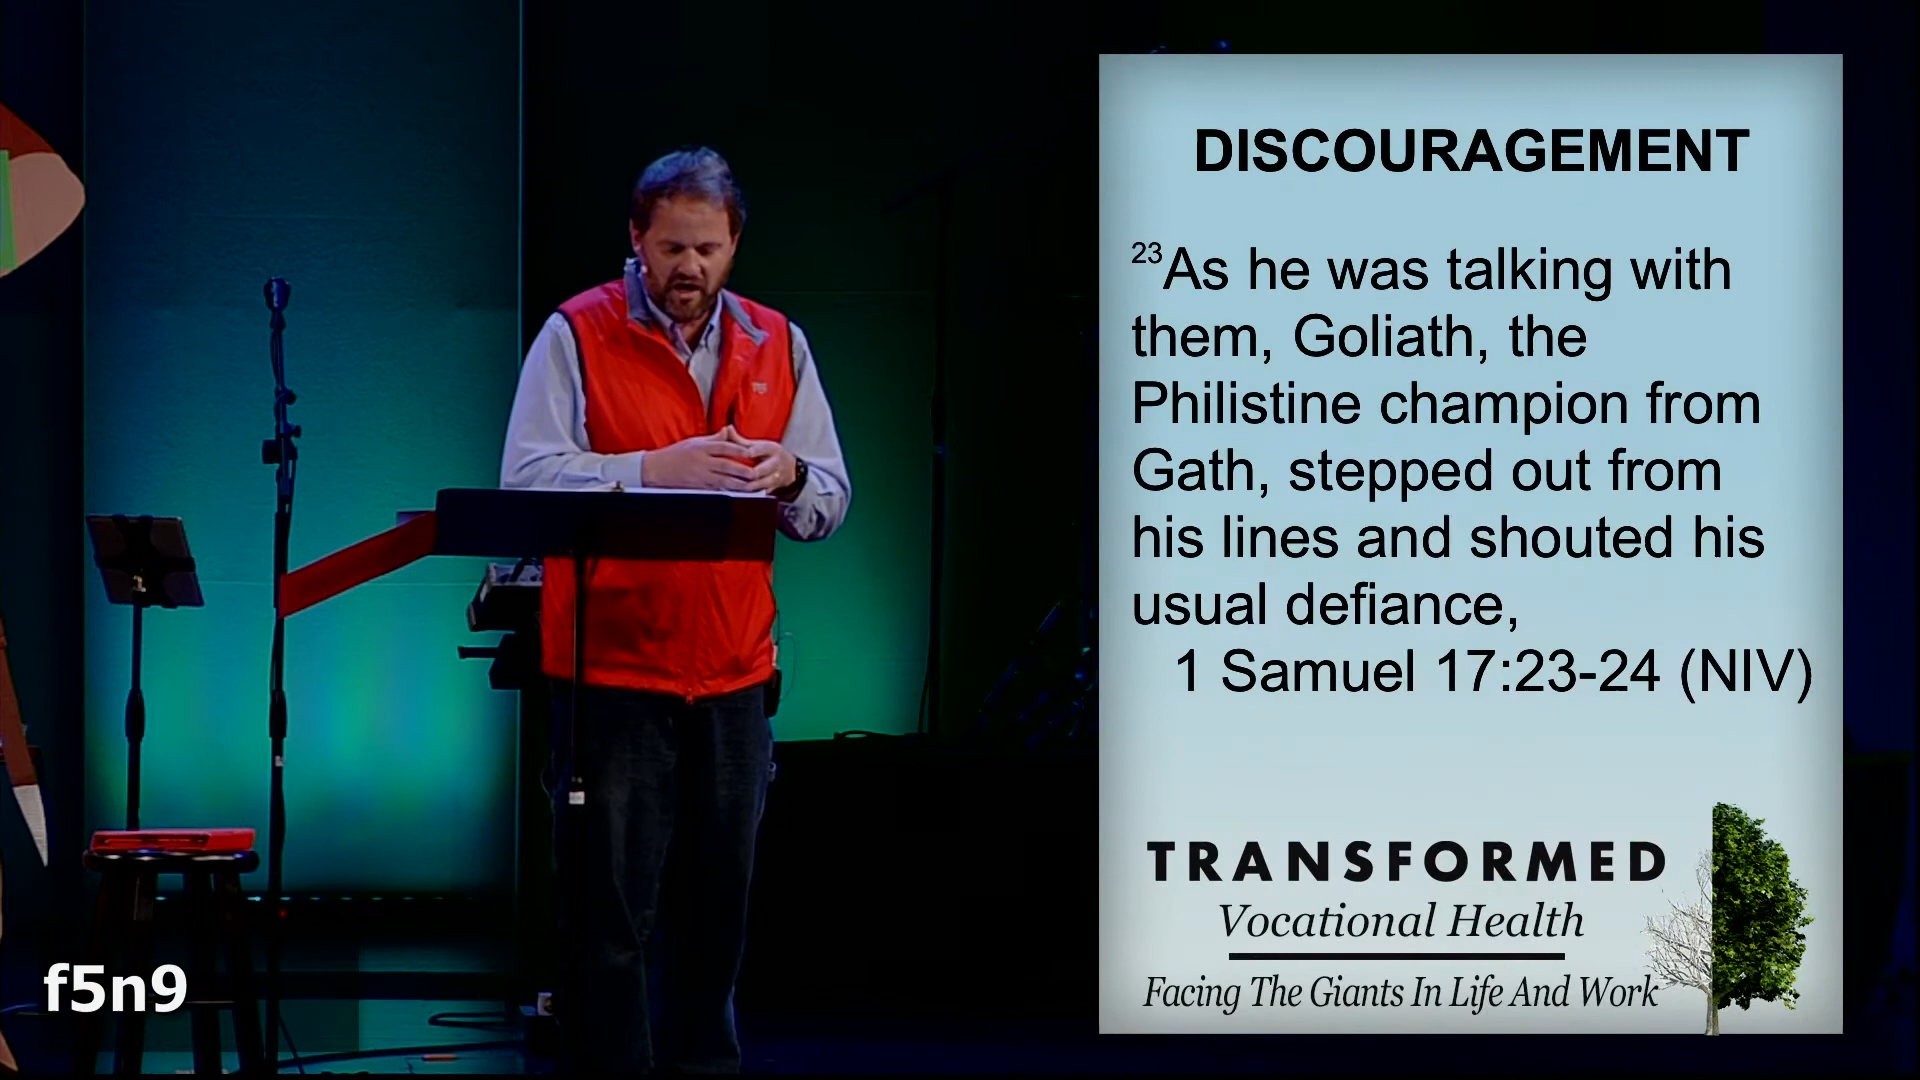 DISCOURAGEMENT
23As he was talking with
them, Goliath, the
Philistine champion from
Gath, stepped out from
his lines and shouted his
usual defiance,
1 Samuel 17:23-24 (NIV)
TRANSFORMED
Vocational Health
Facing The Giants In Life And Work
f5n9